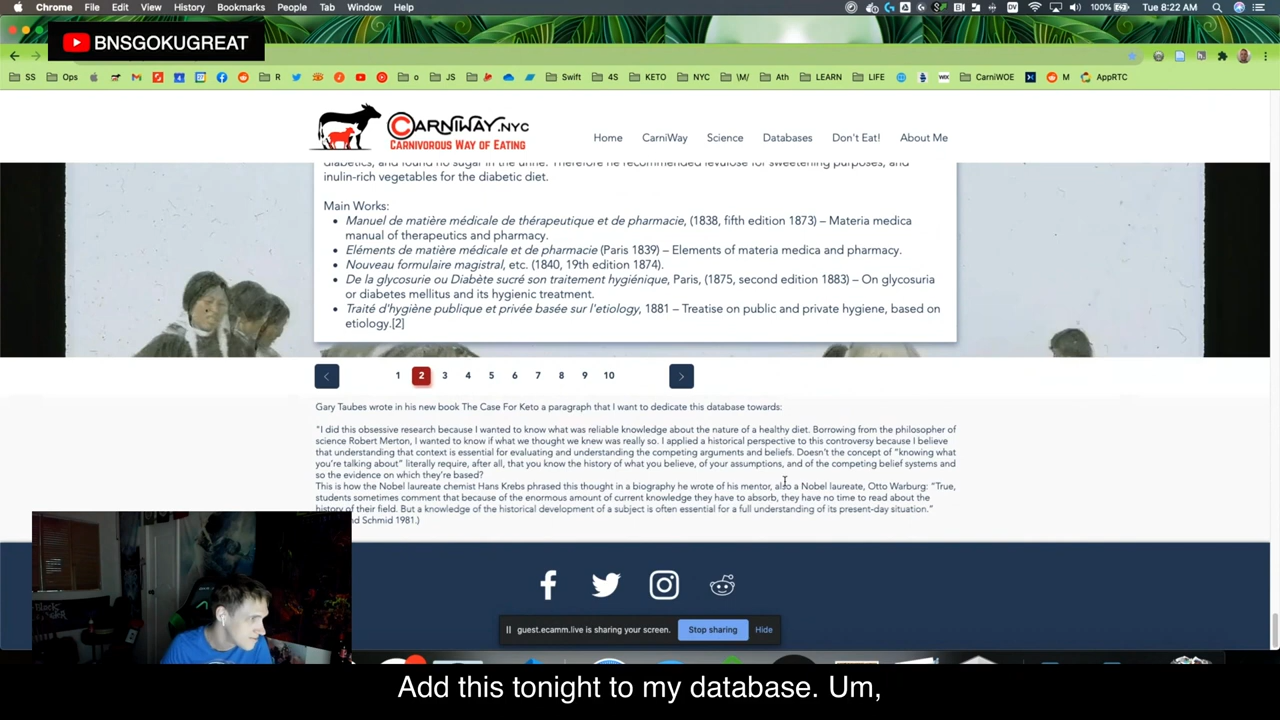 Chrome File Edit View History Bookmarks People Tab Window Help 100% Tue 8:22 AM
BNSGOKUGREAT
SS Ops R o JS Swift 4S KETO NYC \M/ Ath LEARN LIFE WIX CarniWOE M AppRTC
CARNIWAY.NYC
CARNIVOROUS WAY OF EATING
Home CarniWay Science Databases Don't Eat! About Me
diabetics, and found no sugar in the urine. Therefore he recommended levulose for sweetening purposes, and
inulin-rich vegetables for the diabetic diet.
Main Works:
• Manuel de matière médicale de thérapeutique et de pharmacie, (1838, fifth edition 1873) – Materia medica
manual of therapeutics and pharmacy.
• Eléments de matière médicale et de pharmacie (Paris 1839) – Elements of materia medica and pharmacy.
• Nouveau formulaire magistral, etc. (1840, 19th edition 1874).
• De la glycosurie ou Diabète sucré son traitement hygiénique, Paris, (1875, second edition 1883) – On glycosuria
or diabetes mellitus and its hygienic treatment.
• Traité d'hygiène publique et privée basée sur l'etiology, 1881 – Treatise on public and private hygiene, based on
etiology.[2]
< 1 2 3 4 5 6 7 8 9 10 >
Gary Taubes wrote in his new book The Case For Keto a paragraph that I want to dedicate this database towards:
"I did this obsessive research because I wanted to know what was reliable knowledge about the nature of a healthy diet. Borrowing from the philosopher of
science Robert Merton, I wanted to know if what we thought we knew was really so. I applied a historical perspective to this controversy because I believe
that understanding that context is essential for evaluating and understanding the competing arguments and beliefs. Doesn't the concept of "knowing what
you're talking about" literally require, after all, that you know the history of what you believe, of your assumptions, and of the competing belief systems and
so the evidence on which they're based?
This is how the Nobel laureate chemist Hans Krebs phrased this thought in a biography he wrote of his mentor, also a Nobel laureate, Otto Warburg: "True,
students sometimes comment that because of the enormous amount of current knowledge they have to absorb, they have no time to read about the
history of their field. But a knowledge of the historical development of a subject is often essential for a full understanding of its present-day situation."
Schmid 1981.)
guest.ecamm.live is sharing your screen. Stop sharing Hide
Add this tonight to my database. Um,